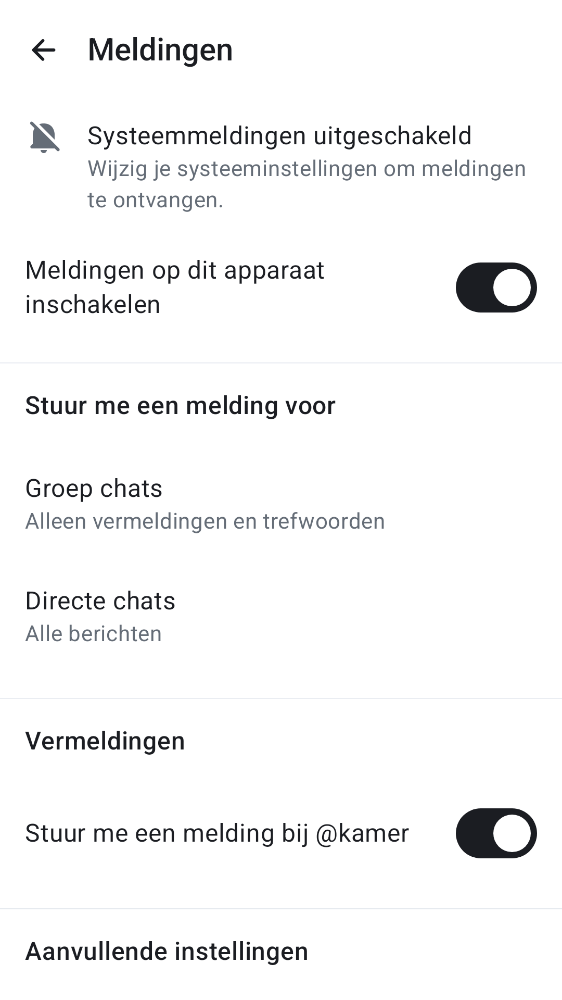 Meldingen
Systeemmeldingen uitgeschakeld
Wijzig je systeeminstellingen om meldingen
te ontvangen.
Meldingen op dit apparaat
inschakelen
Stuur me een melding voor
Groep chats
Alleen vermeldingen en trefwoorden
Directe chats
Alle berichten
Vermeldingen
Stuur me een melding bij @kamer
Aanvullende instellingen